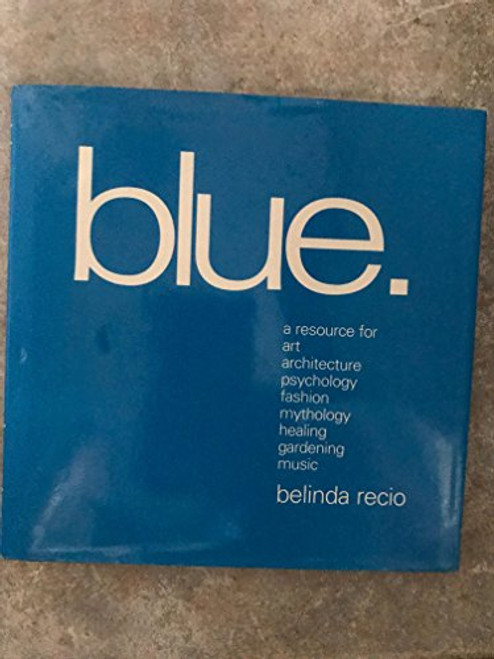 blue.
a resource for
art
architecture
psychology
fashion
mythology
healing
gardening
music
belinda recio